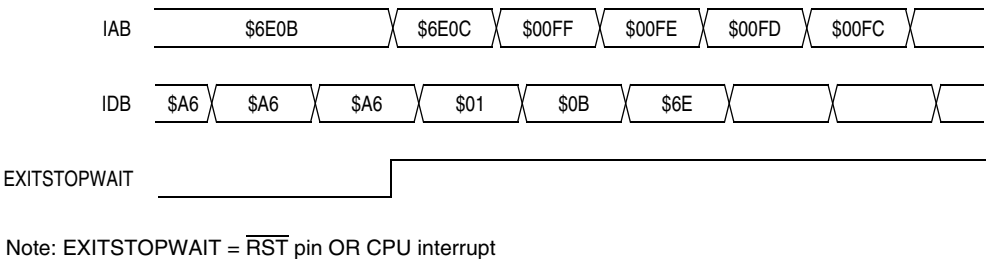 IAB $6E0B $6E0C $00FF $00FE $00FD $00FC
IDB $A6 $A6 $A6 $01 $0B $6E
EXITSTOPWAIT
Note: EXITSTOPWAIT = R̅S̅T̅ pin OR CPU interrupt